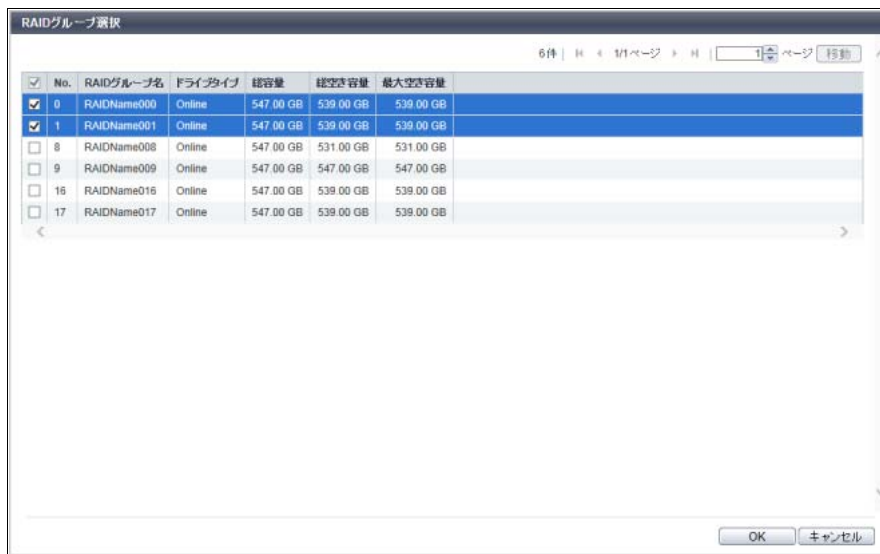 RAIDグループ選択
6件 | 1/1ページ | 1 ページ 移動
No. RAIDグループ名 ドライブタイプ 総容量 総空き容量 最大空き容量
0 RAIDName000 Online 547.00 GB 539.00 GB 539.00 GB
1 RAIDName001 Online 547.00 GB 539.00 GB 539.00 GB
8 RAIDName008 Online 547.00 GB 531.00 GB 531.00 GB
9 RAIDName009 Online 547.00 GB 547.00 GB 547.00 GB
16 RAIDName016 Online 547.00 GB 539.00 GB 539.00 GB
17 RAIDName017 Online 547.00 GB 539.00 GB 539.00 GB
OK キャンセル